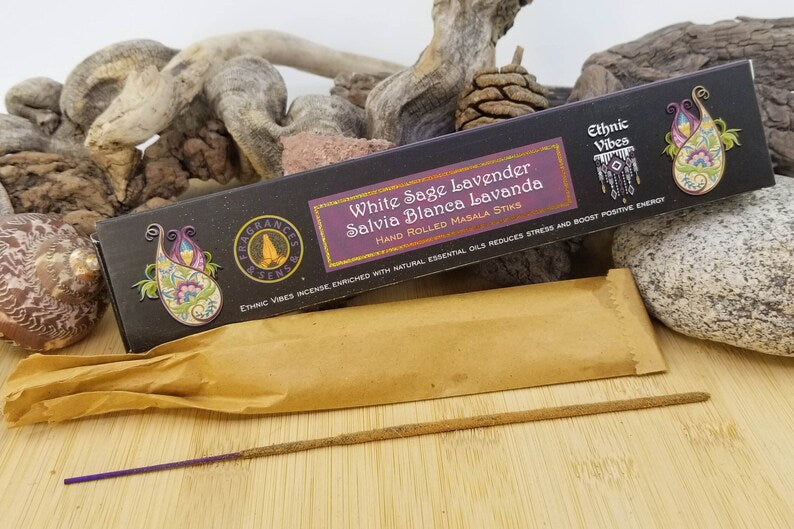 Ethnic
Vibes
White Sage Lavender
Salvia Blanca Lavanda
Hand Rolled Masala Stiks
FRAGRANCES
& SENS &
Ethnic Vibes incense, enriched with natural essential oils reduces stress and boost positive energy